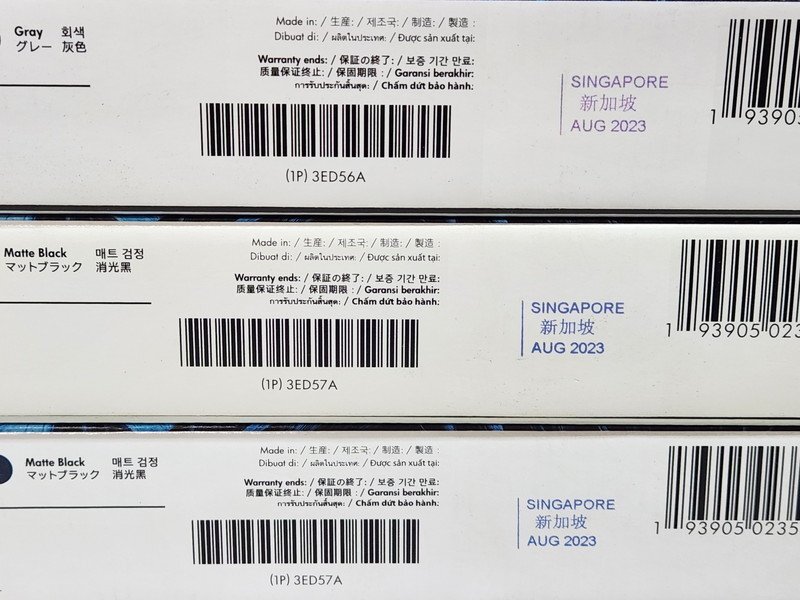 Gray 회색
グレー 灰色
Made in: / 生産: / 제조국: / 制造: / 製造 :
Dibuat di: / ผลิตในประเทศ: / Được sản xuất tại:
Warranty ends: / 保証の終了: / 보증 기간 만료:
质量保证终止: / 保固期限 : / Garansi berakhir:
การรับประกันสิ้นสุด: / Chấm dứt bảo hành:
(1P) 3ED56A
SINGAPORE
新加坡
AUG 2023
1 93905
Matte Black 매트 검정
マットブラック 消光黑
Made in: / 生産: / 제조국: / 制造: / 製造 :
Dibuat di: / ผลิตในประเทศ: / Được sản xuất tại:
Warranty ends: / 保証の終了: / 보증 기간 만료:
质量保证终止: / 保固期限 : / Garansi berakhir:
การรับประกันสิ้นสุด: / Chấm dứt bảo hành:
(1P) 3ED57A
SINGAPORE
新加坡
AUG 2023
1 93905 023
Matte Black 매트 검정
マットブラック 消光黑
Made in: / 生産: / 제조국: / 制造: / 製造 :
Dibuat di: / ผลิตในประเทศ: / Được sản xuất tại:
Warranty ends: / 保証の終了: / 보증 기간 만료:
质量保证终止: / 保固期限 : / Garansi berakhir:
การรับประกันสิ้นสุด: / Chấm dứt bảo hành:
(1P) 3ED57A
SINGAPORE
新加坡
AUG 2023
1 93905 0235